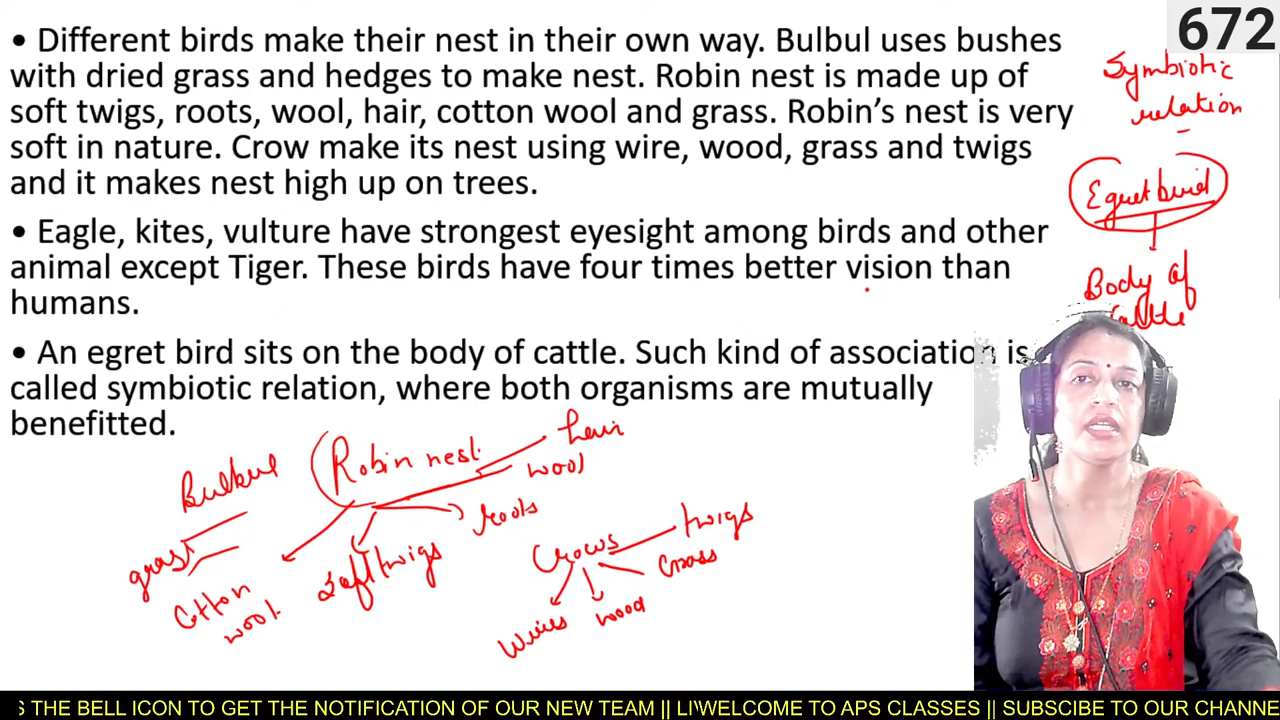 672
• Different birds make their nest in their own way. Bulbul uses bushes
with dried grass and hedges to make nest. Robin nest is made up of
soft twigs, roots, wool, hair, cotton wool and grass. Robin's nest is very
soft in nature. Crow make its nest using wire, wood, grass and twigs
and it makes nest high up on trees.
• Eagle, kites, vulture have strongest eyesight among birds and other
animal except Tiger. These birds have four times better vision than
humans.
• An egret bird sits on the body of cattle. Such kind of association is
called symbiotic relation, where both organisms are mutually
benefitted.
Symbiotic
relation
Egret bird
Body of
Cattle
Bulbul
grass
Robin nest
hair
wool
roots
Soft twigs
Cotton
wool
Crows
twigs
Grass
wood
Wires
S THE BELL ICON TO GET THE NOTIFICATION OF OUR NEW TEAM || LI\WELCOME TO APS CLASSES || SUBSCIBE TO OUR CHANNE